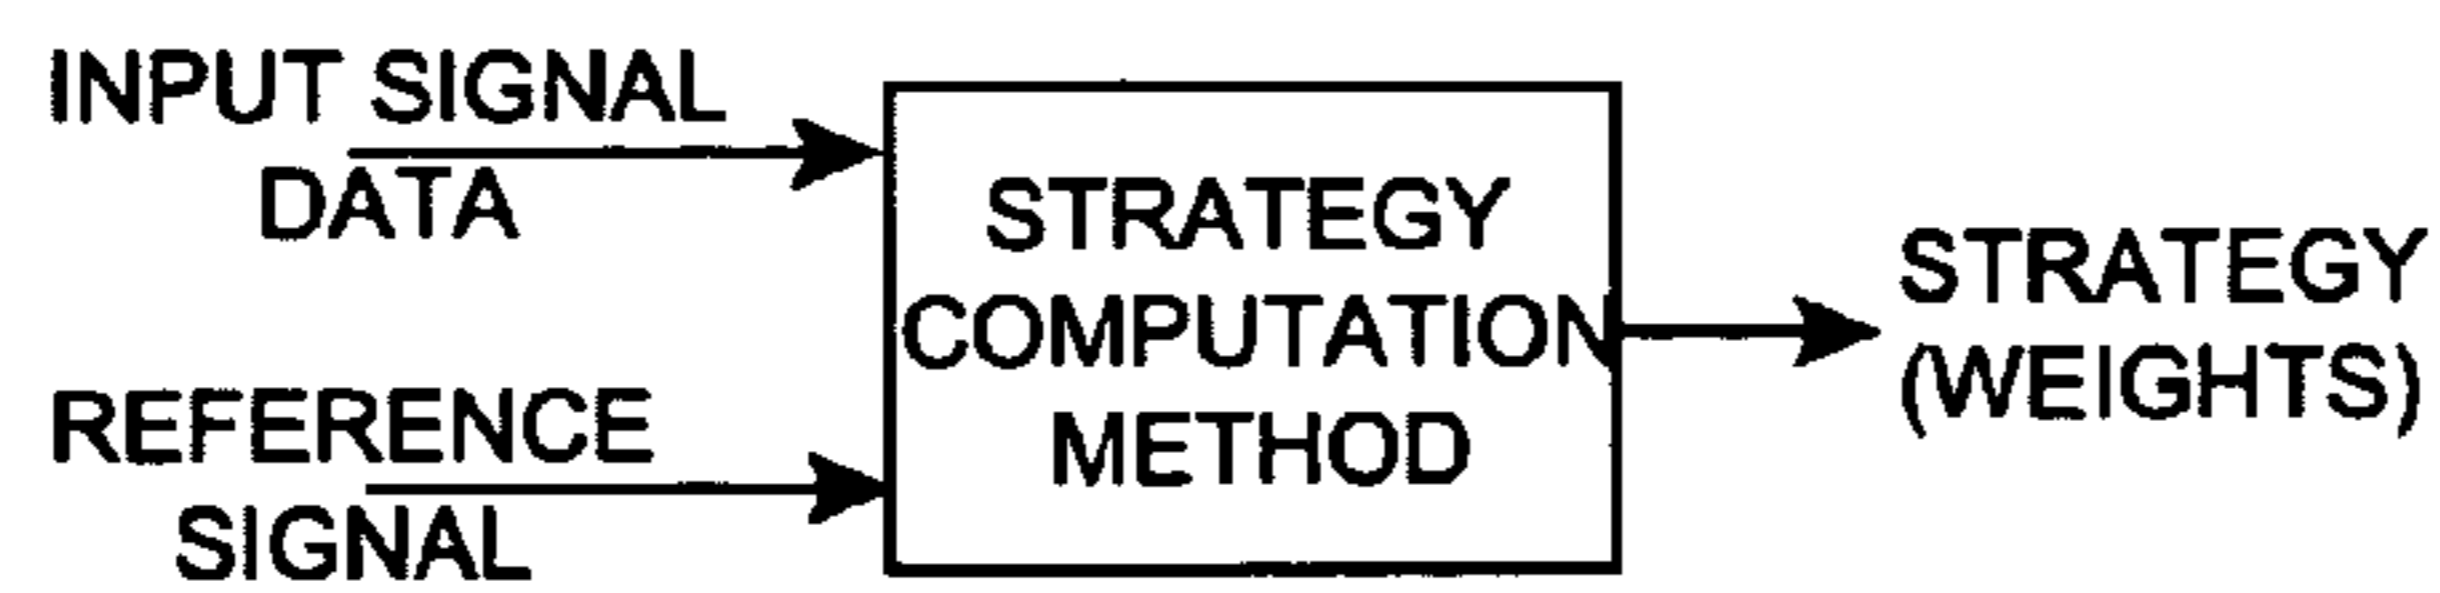 INPUT SIGNAL
DATA
REFERENCE
SIGNAL
STRATEGY
COMPUTATION
METHOD
STRATEGY
(WEIGHTS)